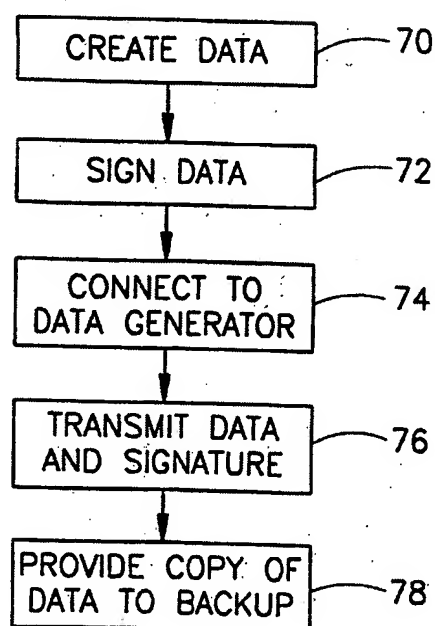 CREATE DATA
70
SIGN DATA
72
CONNECT TO
DATA GENERATOR
74
TRANSMIT DATA
AND SIGNATURE
76
PROVIDE COPY OF
DATA TO BACKUP
78